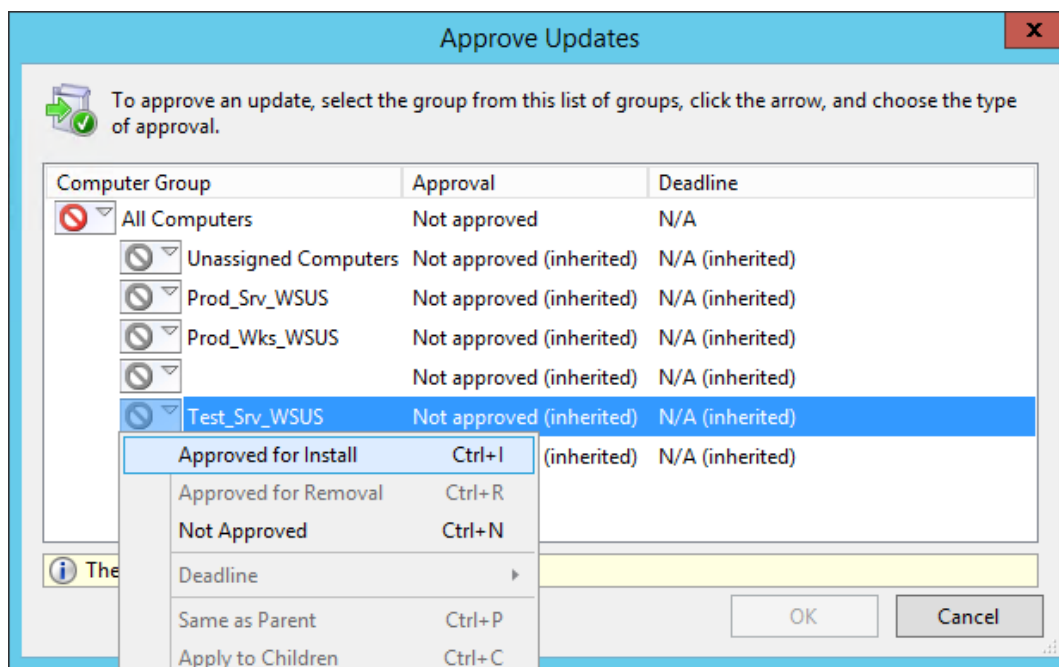 Approve Updates
x
To approve an update, select the group from this list of groups, click the arrow, and choose the type
of approval.
Computer Group Approval Deadline
All Computers Not approved N/A
Unassigned Computers Not approved (inherited) N/A (inherited)
Prod_Srv_WSUS Not approved (inherited) N/A (inherited)
Prod_Wks_WSUS Not approved (inherited) N/A (inherited)
Not approved (inherited) N/A (inherited)
Test_Srv_WSUS Not approved (inherited) N/A (inherited)
Approved for Install Ctrl+I (inherited) N/A (inherited)
Approved for Removal Ctrl+R
Not Approved Ctrl+N
The
Deadline
Same as Parent Ctrl+P OK Cancel
Apply to Children Ctrl+C